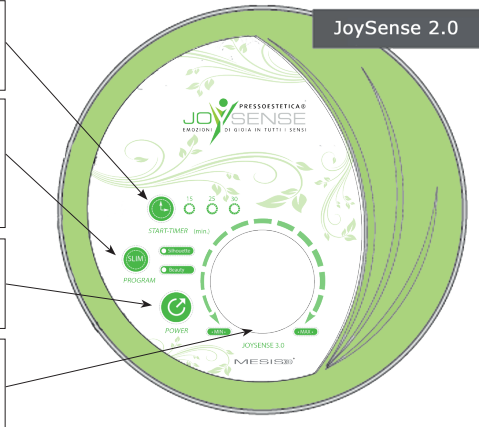 JoySense 2.0
PRESSOESTETICA®
JOYSENSE
EMOZIONI DI GIOIA IN TUTTI I SENSI
15 25 30
START-TIMER (min.)
SLIM
Silhouette
Beauty
PROGRAM
POWER
‹MIN› ‹MAX›
JOYSENSE 3.0
MESIS®